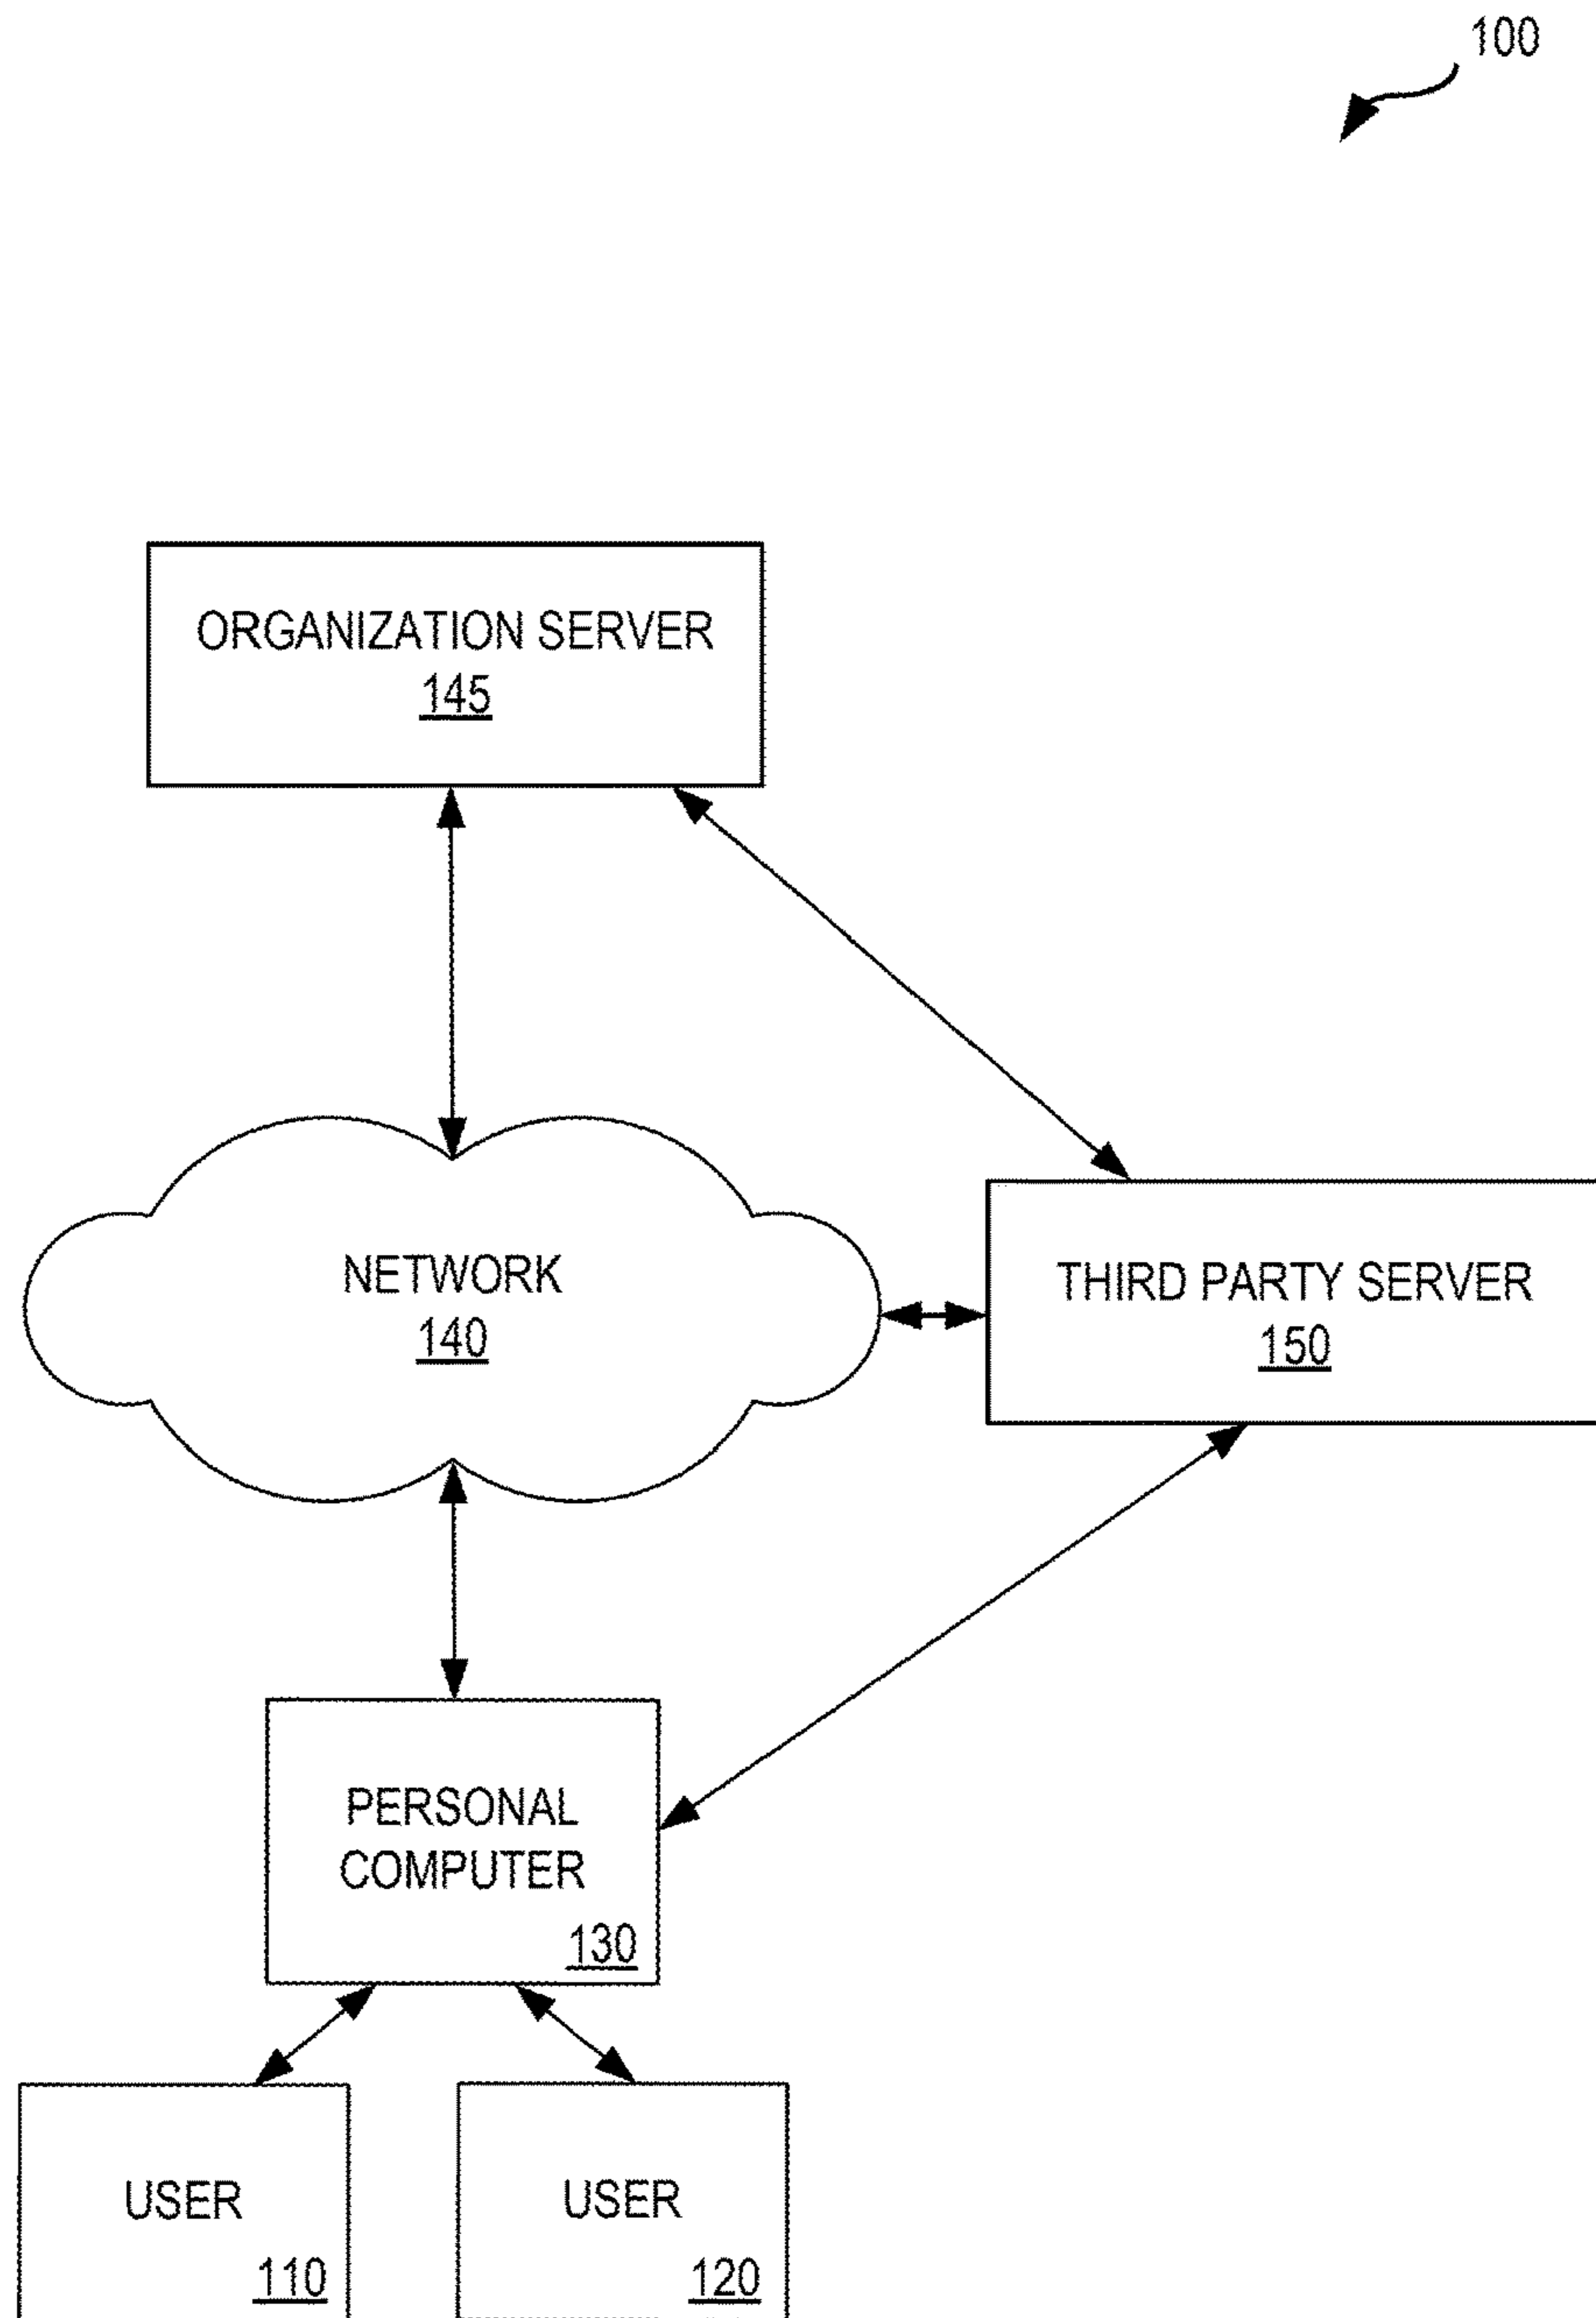 100
ORGANIZATION SERVER
145
NETWORK
140
THIRD PARTY SERVER
150
PERSONAL
COMPUTER
130
USER
110
USER
120